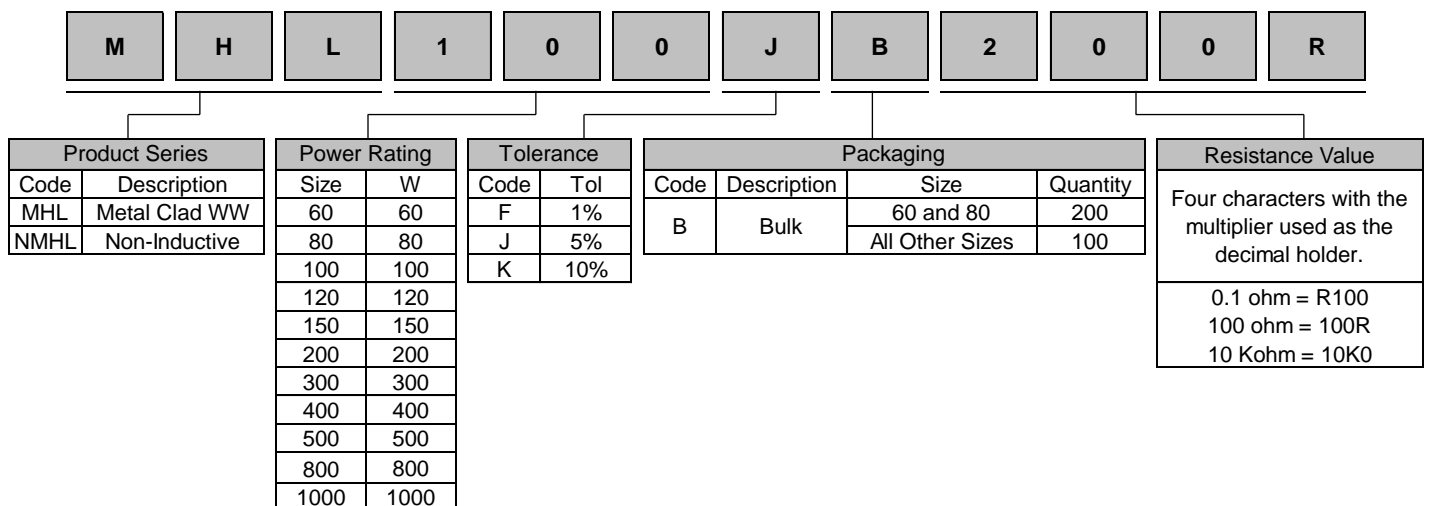 M H L 1 0 0 J B 2 0 0 R
Product Series
Code Description
MHL Metal Clad WW
NMHL Non-Inductive
Power Rating
Size W
60 60
80 80
100 100
120 120
150 150
200 200
300 300
400 400
500 500
800 800
1000 1000
Tolerance
Code Tol
F 1%
J 5%
K 10%
Packaging
Code Description Size Quantity
B Bulk 60 and 80 200
All Other Sizes 100
Resistance Value
Four characters with the
multiplier used as the
decimal holder.
0.1 ohm = R100
100 ohm = 100R
10 Kohm = 10K0